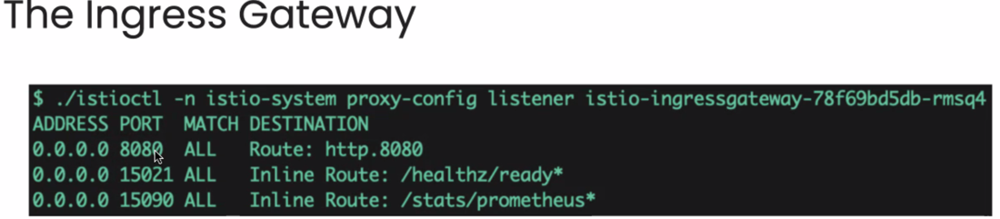 The Ingress Gateway
$ ./istioctl -n istio-system proxy-config listener istio-ingressgateway-78f69bd5db-rmsq4
ADDRESS PORT  MATCH DESTINATION
0.0.0.0 8080  ALL   Route: http.8080
0.0.0.0 15021 ALL   Inline Route: /healthz/ready*
0.0.0.0 15090 ALL   Inline Route: /stats/prometheus*